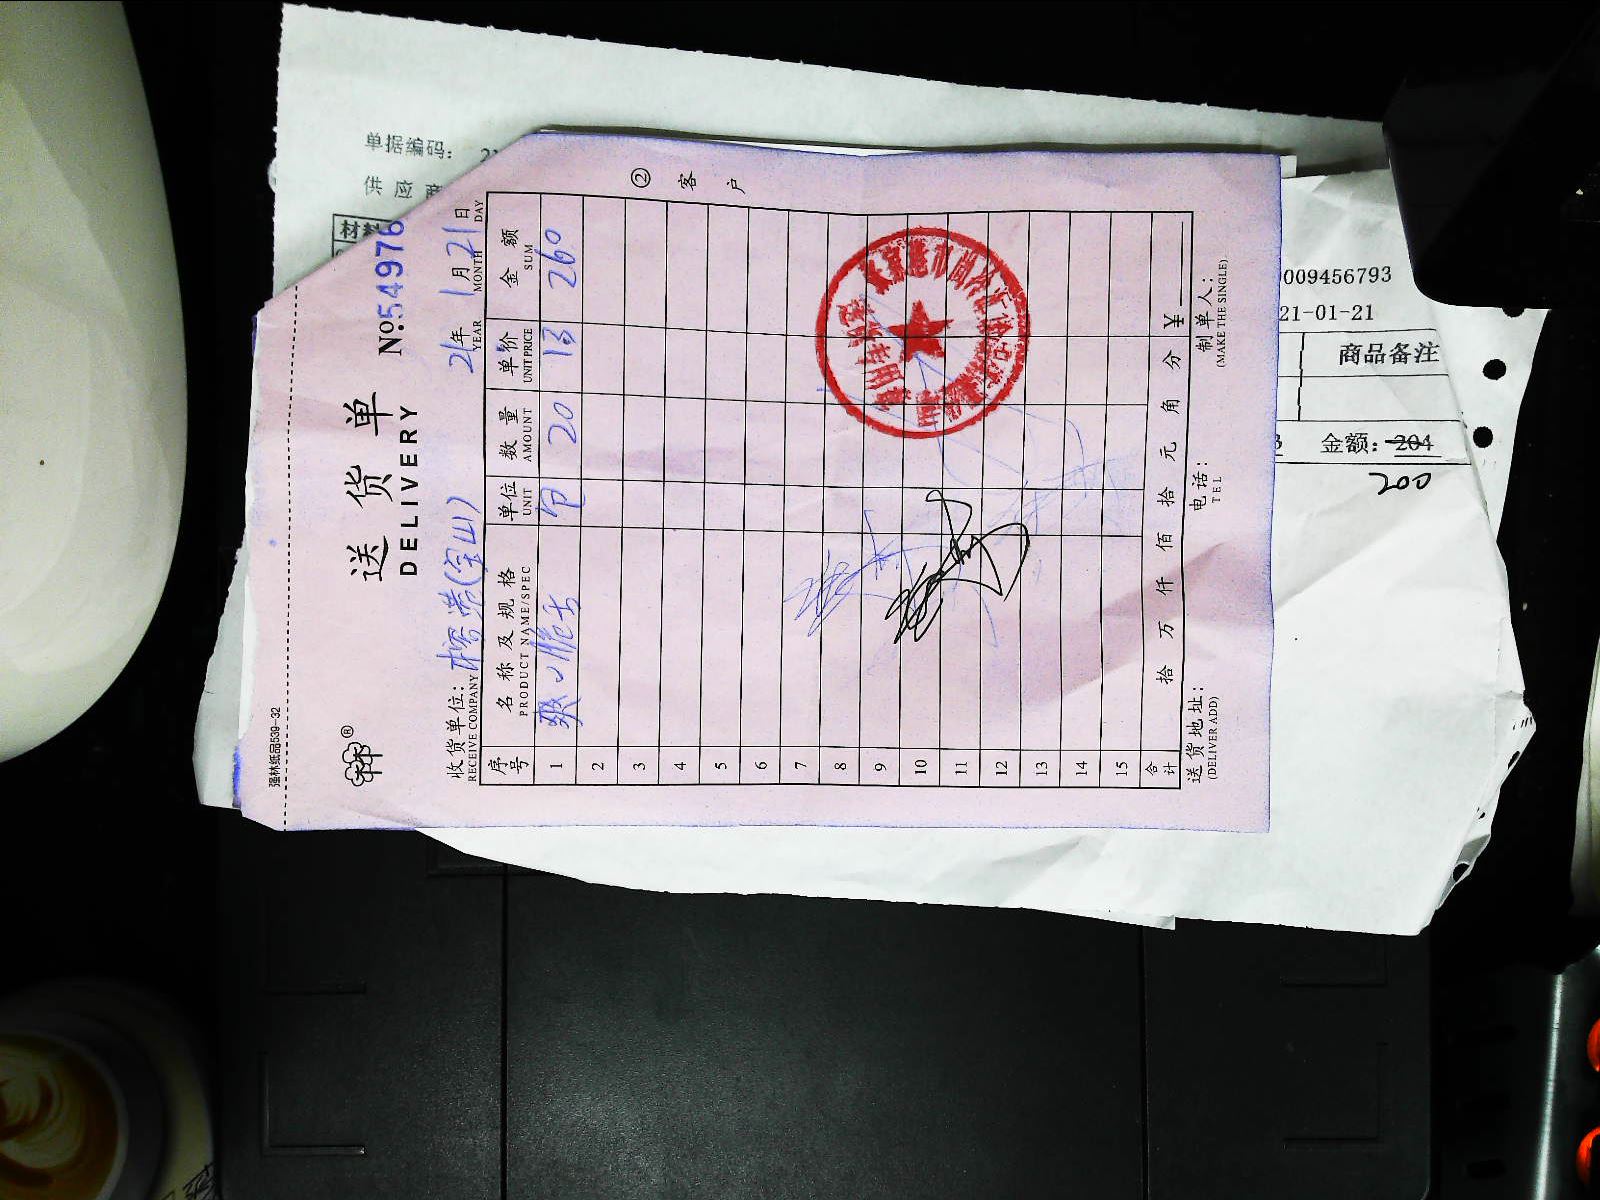 强林纸品539-32
送货单
DELIVERY
№:54976
②客户
收货单位:
RECEIVE COMPANY
21年1月21日
YEAR MONTH DAY
序号 名称及规格 单位 数量 单价 金额
PRODUCT NAME/SPEC UNIT AMOUNT UNIT PRICE SUM
1 包 20 13 260
2
3
4
5
6
7
8
9
10
11
12
13
14
15
合计 拾 万 仟 佰 拾 元 角 分 ¥
送货地址: 电话: 制单人:
(DELIVER ADD) TEL (MAKE THE SINGLE)
单据编码:
供应商
材料
009456793
21-01-21
商品备注
金额:204
200